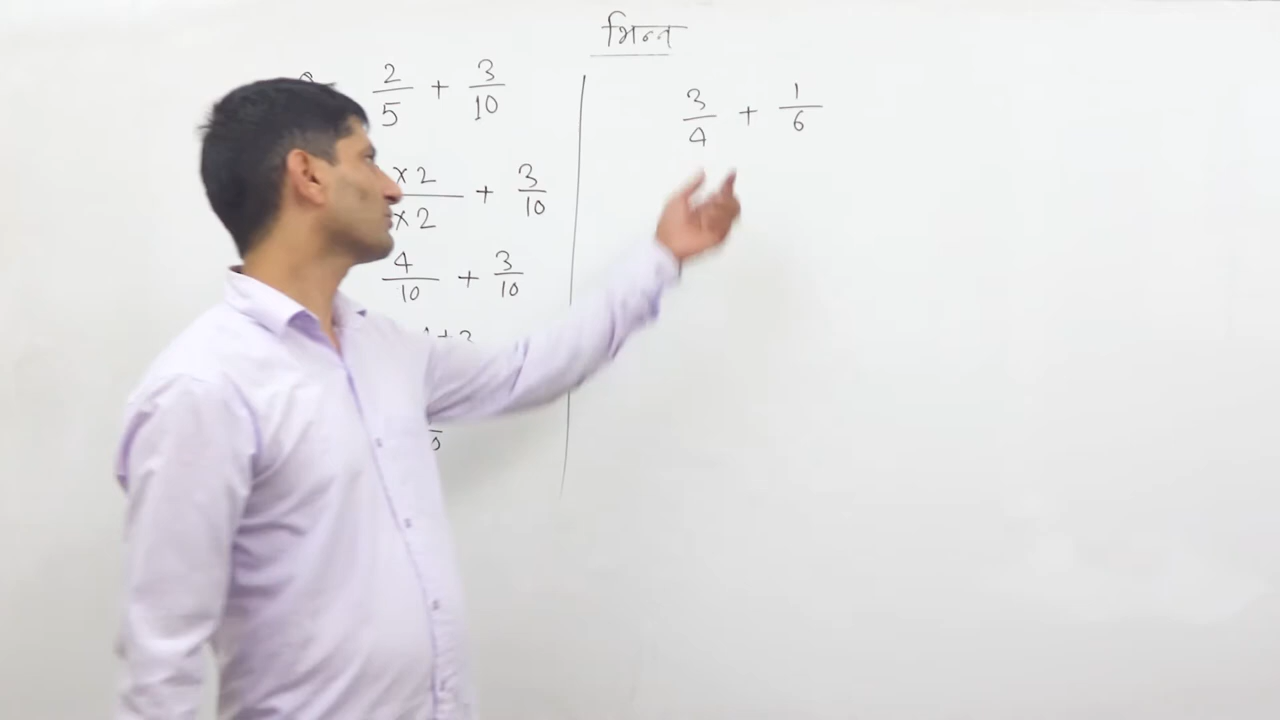 भिन्न
2/5 + 3/10
×2/×2 + 3/10
4/10 + 3/10
3/4 + 1/6